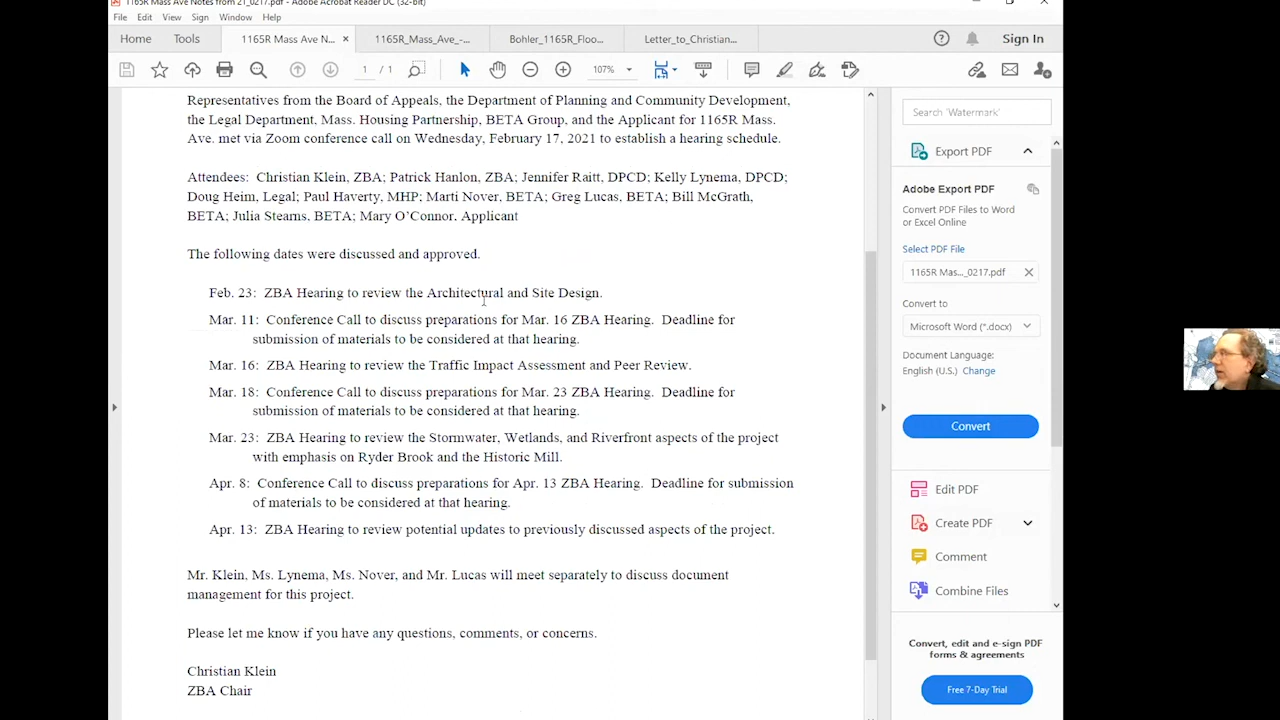 1165R Mass Ave Notes from 21_0217.pdf - Adobe Acrobat Reader DC (32-bit)
File Edit View Sign Window Help
Home Tools 1165R Mass Ave N... × 1165R_Mass_Ave_-... Bohler_1165R_Floo... Letter_to_Christian... Sign In
1 / 1 107%
Representatives from the Board of Appeals, the Department of Planning and Community Development,
the Legal Department, Mass. Housing Partnership, BETA Group, and the Applicant for 1165R Mass.
Ave. met via Zoom conference call on Wednesday, February 17, 2021 to establish a hearing schedule.
Attendees: Christian Klein, ZBA; Patrick Hanlon, ZBA; Jennifer Raitt, DPCD; Kelly Lynema, DPCD;
Doug Heim, Legal; Paul Haverty, MHP; Marti Nover, BETA; Greg Lucas, BETA; Bill McGrath,
BETA; Julia Stearns, BETA; Mary O'Connor. Applicant
The following dates were discussed and approved.
Feb. 23: ZBA Hearing to review the Architectural and Site Design.
Mar. 11: Conference Call to discuss preparations for Mar. 16 ZBA Hearing. Deadline for
submission of materials to be considered at that hearing.
Mar. 16: ZBA Hearing to review the Traffic Impact Assessment and Peer Review.
Mar. 18: Conference Call to discuss preparations for Mar. 23 ZBA Hearing. Deadline for
submission of materials to be considered at that hearing.
Mar. 23: ZBA Hearing to review the Stormwater, Wetlands, and Riverfront aspects of the project
with emphasis on Ryder Brook and the Historic Mill.
Apr. 8: Conference Call to discuss preparations for Apr. 13 ZBA Hearing. Deadline for submission
of materials to be considered at that hearing.
Apr. 13: ZBA Hearing to review potential updates to previously discussed aspects of the project.
Mr. Klein, Ms. Lynema, Ms. Nover, and Mr. Lucas will meet separately to discuss document
management for this project.
Please let me know if you have any questions, comments, or concerns.
Christian Klein
ZBA Chair
Search 'Watermark'
Export PDF
Adobe Export PDF
Convert PDF Files to Word
or Excel Online
Select PDF File
1165R Mas..._0217.pdf ×
Convert to
Microsoft Word (*.docx)
Document Language:
English (U.S.) Change
Convert
Edit PDF
Create PDF
Comment
Combine Files
Convert, edit and e-sign PDF
forms & agreements
Free 7-Day Trial